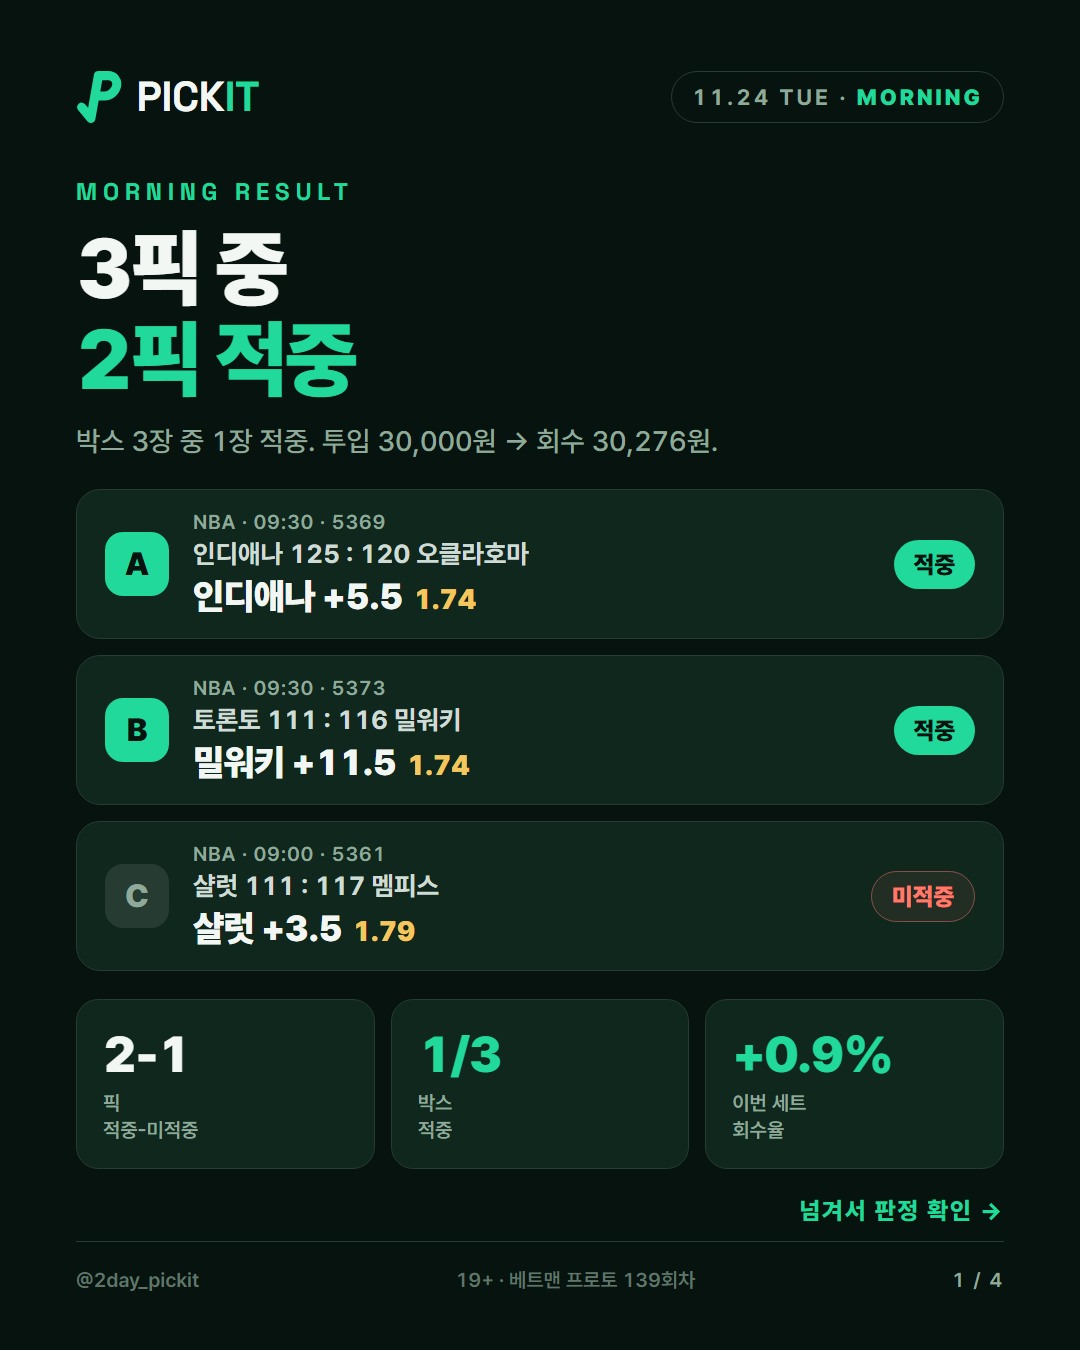 PICKIT
11.24 TUE · MORNING
MORNING RESULT
3픽 중
2픽 적중
박스 3장 중 1장 적중. 투입 30,000원 → 회수 30,276원.
A
NBA · 09:30 · 5369
인디애나 125 : 120 오클라호마
인디애나 +5.5 1.74
적중
B
NBA · 09:30 · 5373
토론토 111 : 116 밀워키
밀워키 +11.5 1.74
적중
C
NBA · 09:00 · 5361
샬럿 111 : 117 멤피스
샬럿 +3.5 1.79
미적중
2-1
픽
적중-미적중
1/3
박스
적중
+0.9%
이번 세트
회수율
넘겨서 판정 확인 →
@2day_pickit
19+ · 베트맨 프로토 139회차
1 / 4